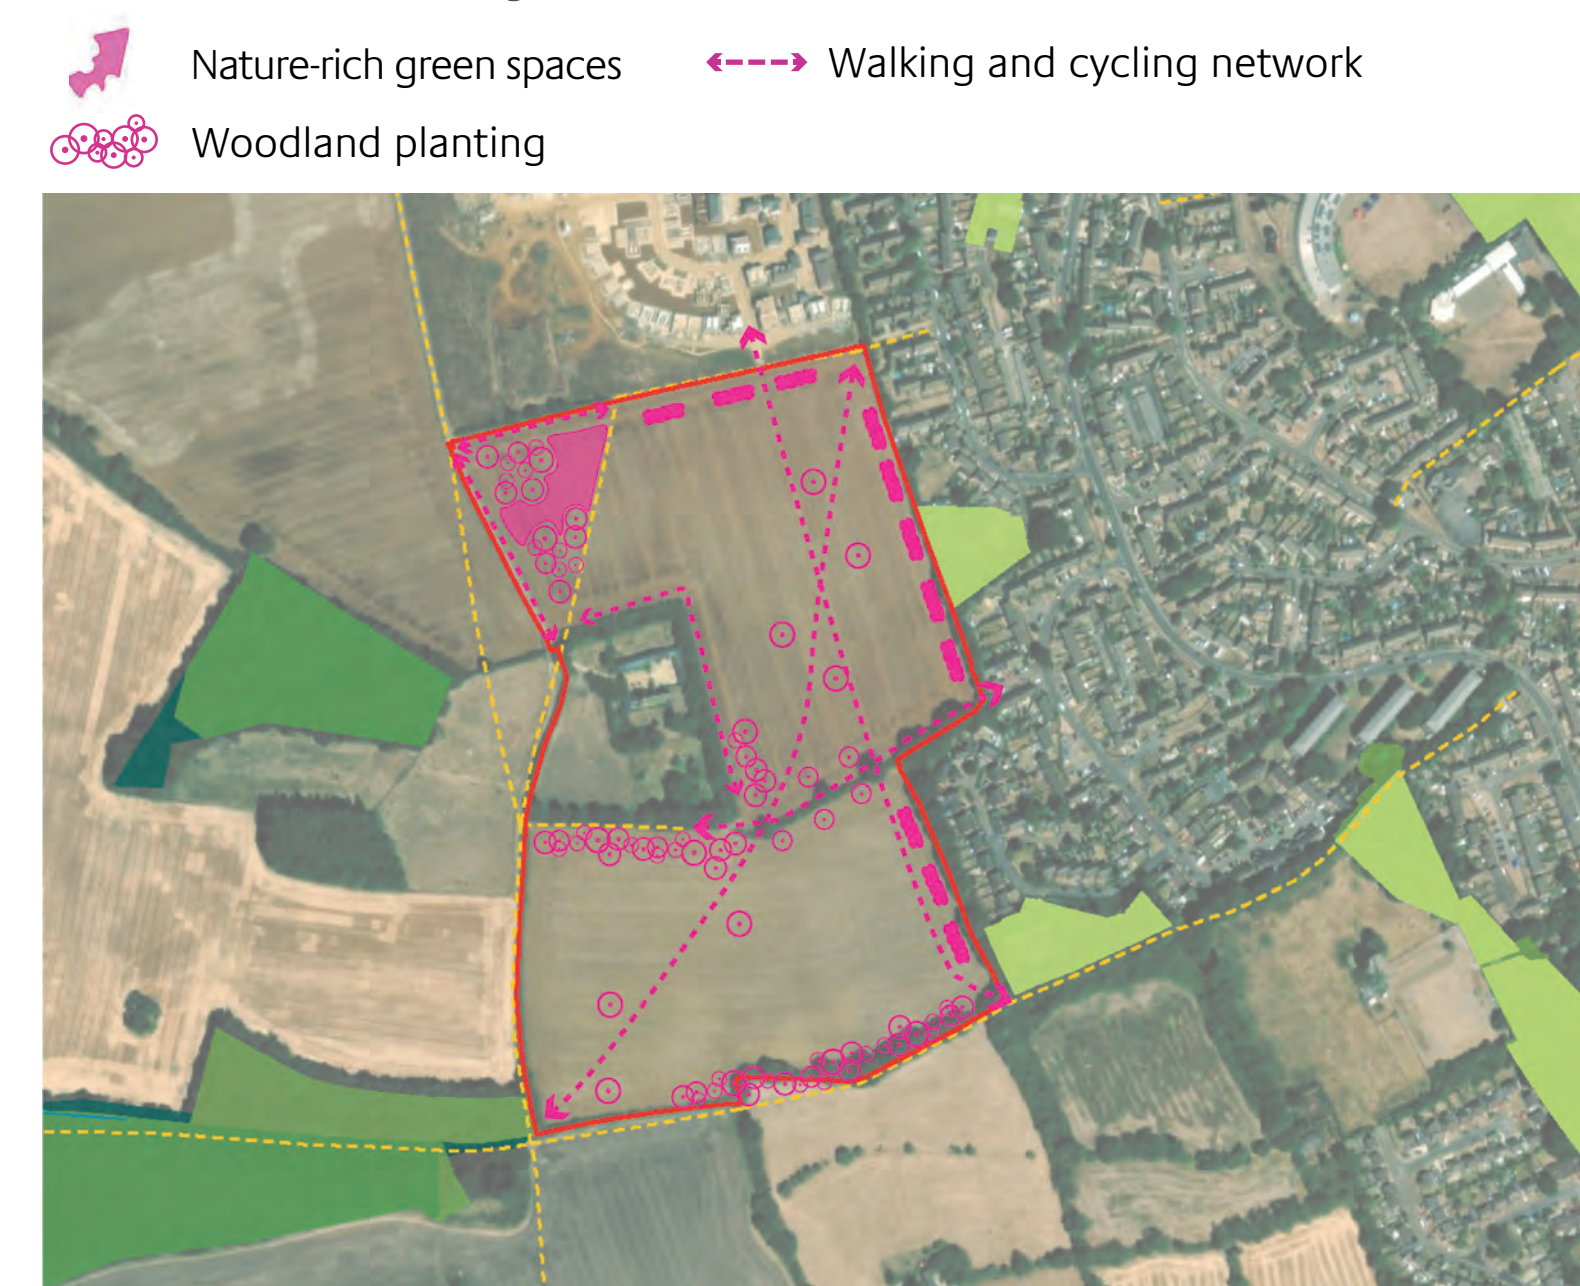 Nature-rich green spaces
Walking and cycling network
Woodland planting